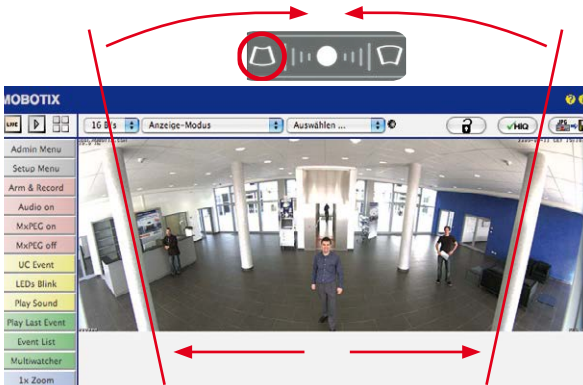 MOBOTIX
LIVE
16 B/s
Anzeige-Modus
Auswählen ...
HIQ
Admin Menu
Setup Menu
Arm & Record
Audio on
MxPEG on
MxPEG off
UC Event
LEDs Blink
Play Sound
Play Last Event
Event List
Multiwatcher
1x Zoom